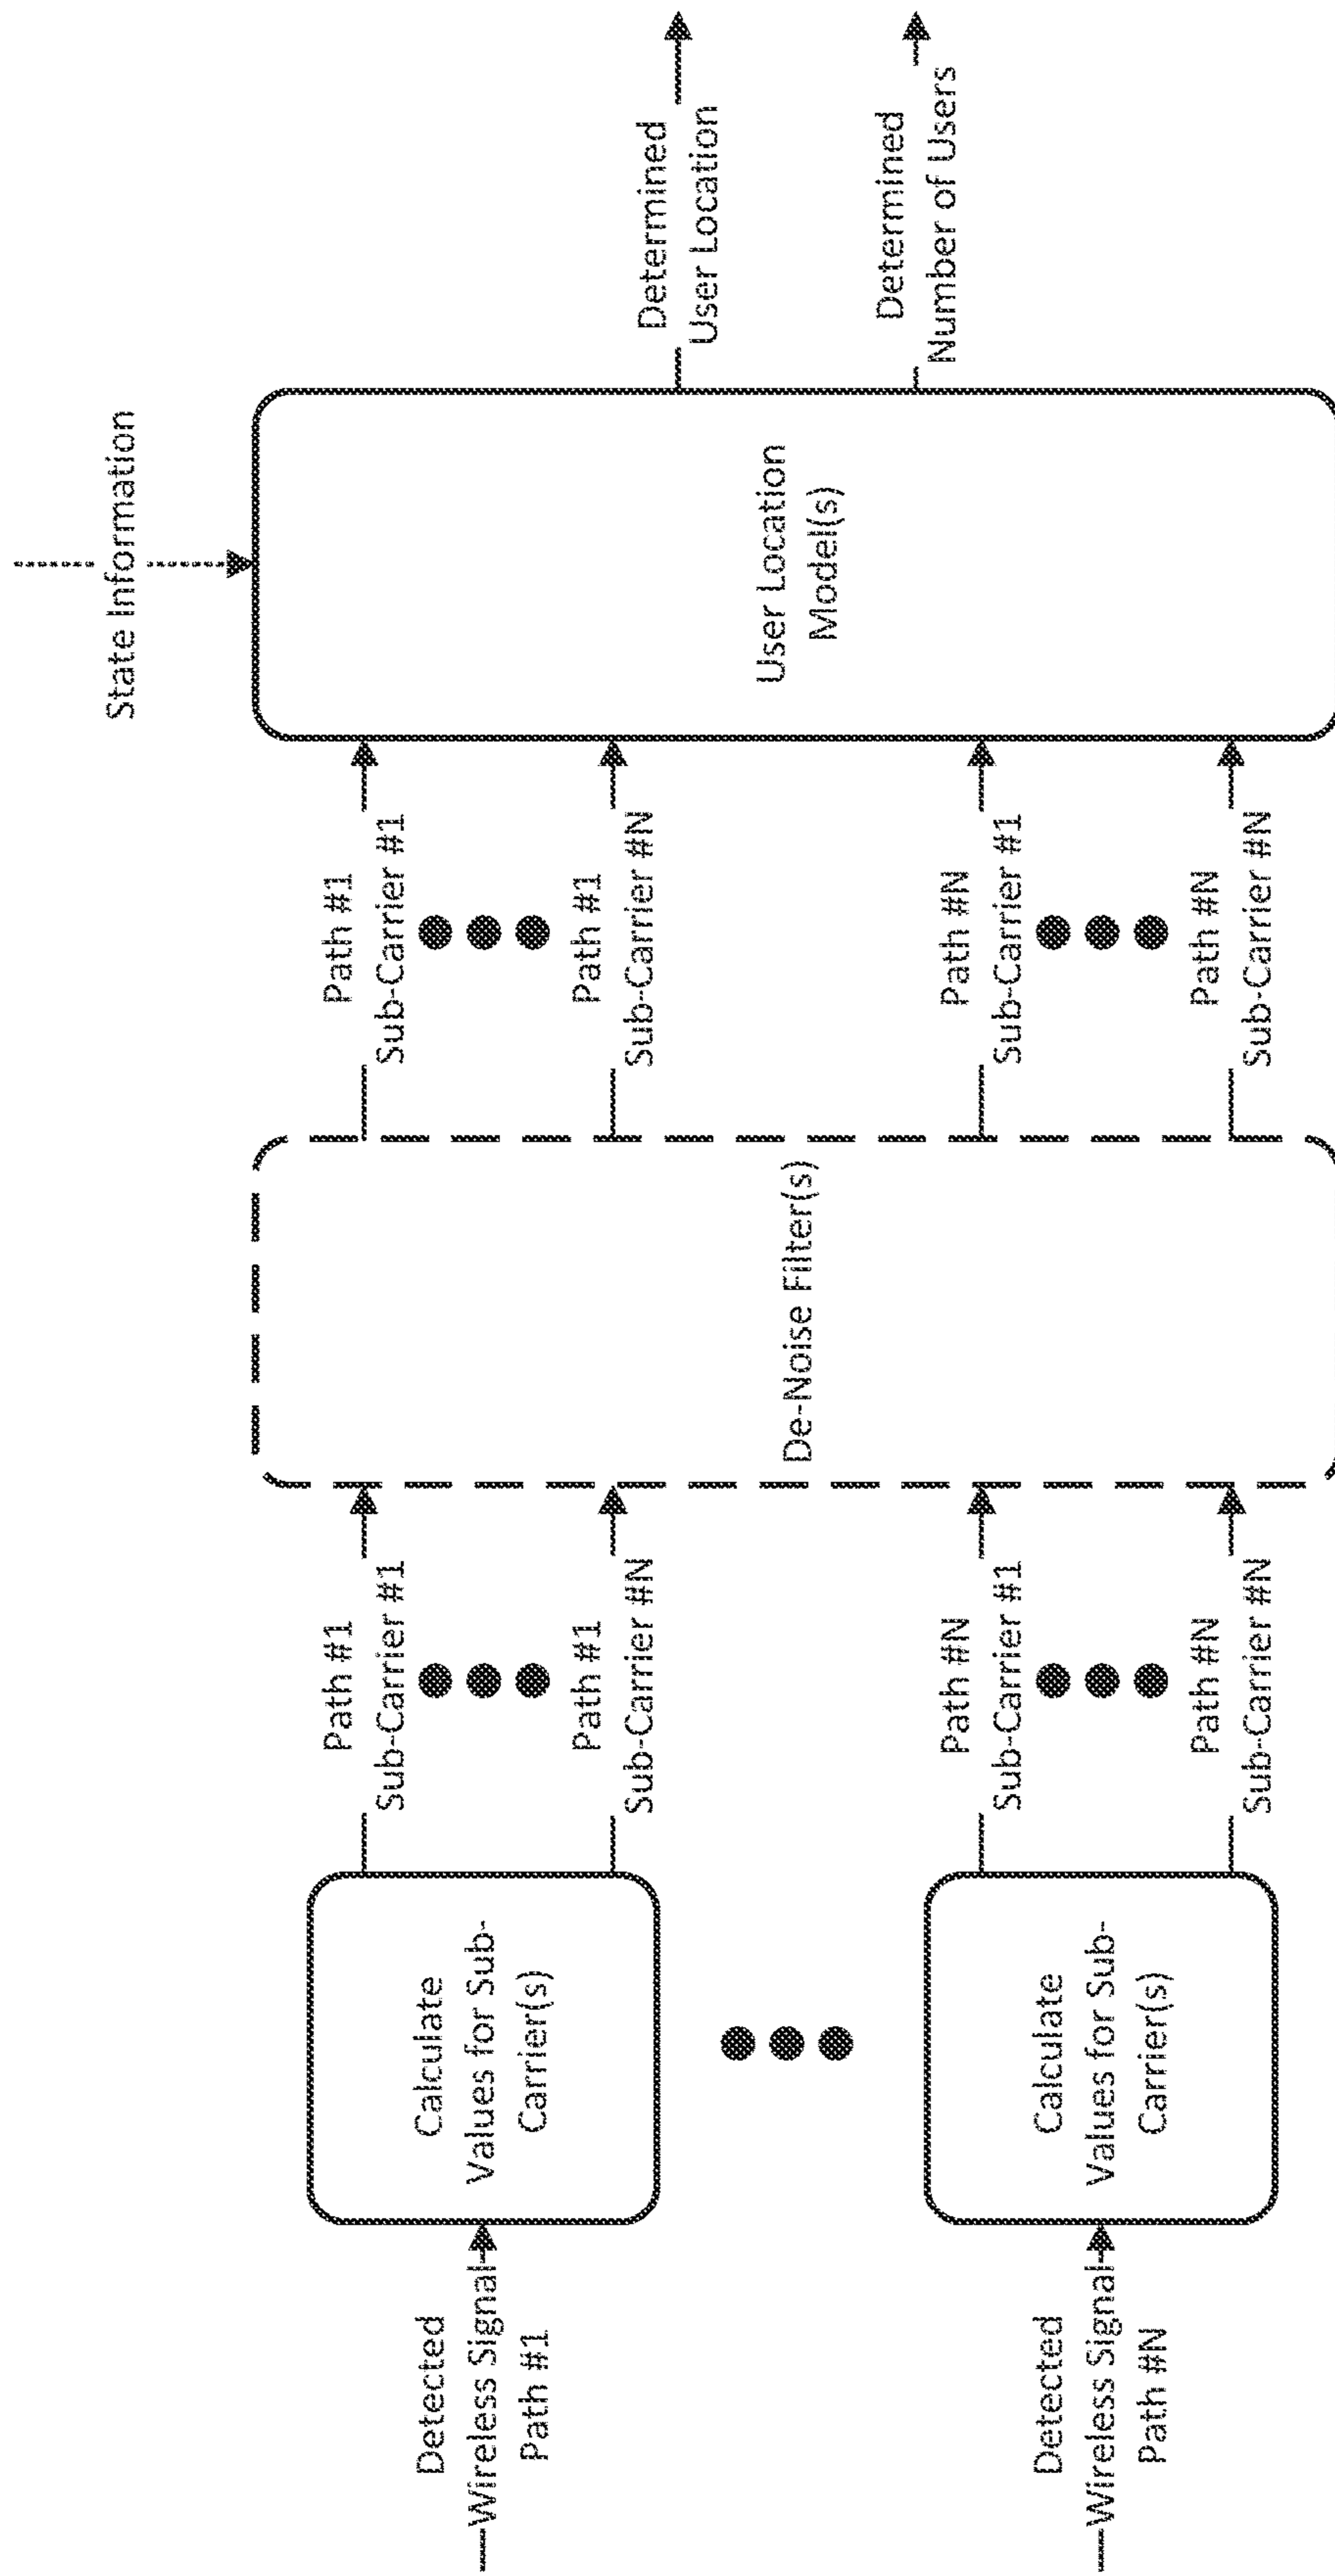 State Information
Detected
Wireless Signal
Path #1
Calculate
Values for Sub-
Carrier(s)
Path #1
Sub-Carrier #1
Path #1
Sub-Carrier #N
Detected
Wireless Signal
Path #N
Calculate
Values for Sub-
Carrier(s)
Path #N
Sub-Carrier #1
Path #N
Sub-Carrier #N
De-Noise Filter(s)
Path #1
Sub-Carrier #1
Path #1
Sub-Carrier #N
Path #N
Sub-Carrier #1
Path #N
Sub-Carrier #N
User Location
Model(s)
Determined
User Location
Determined
Number of Users